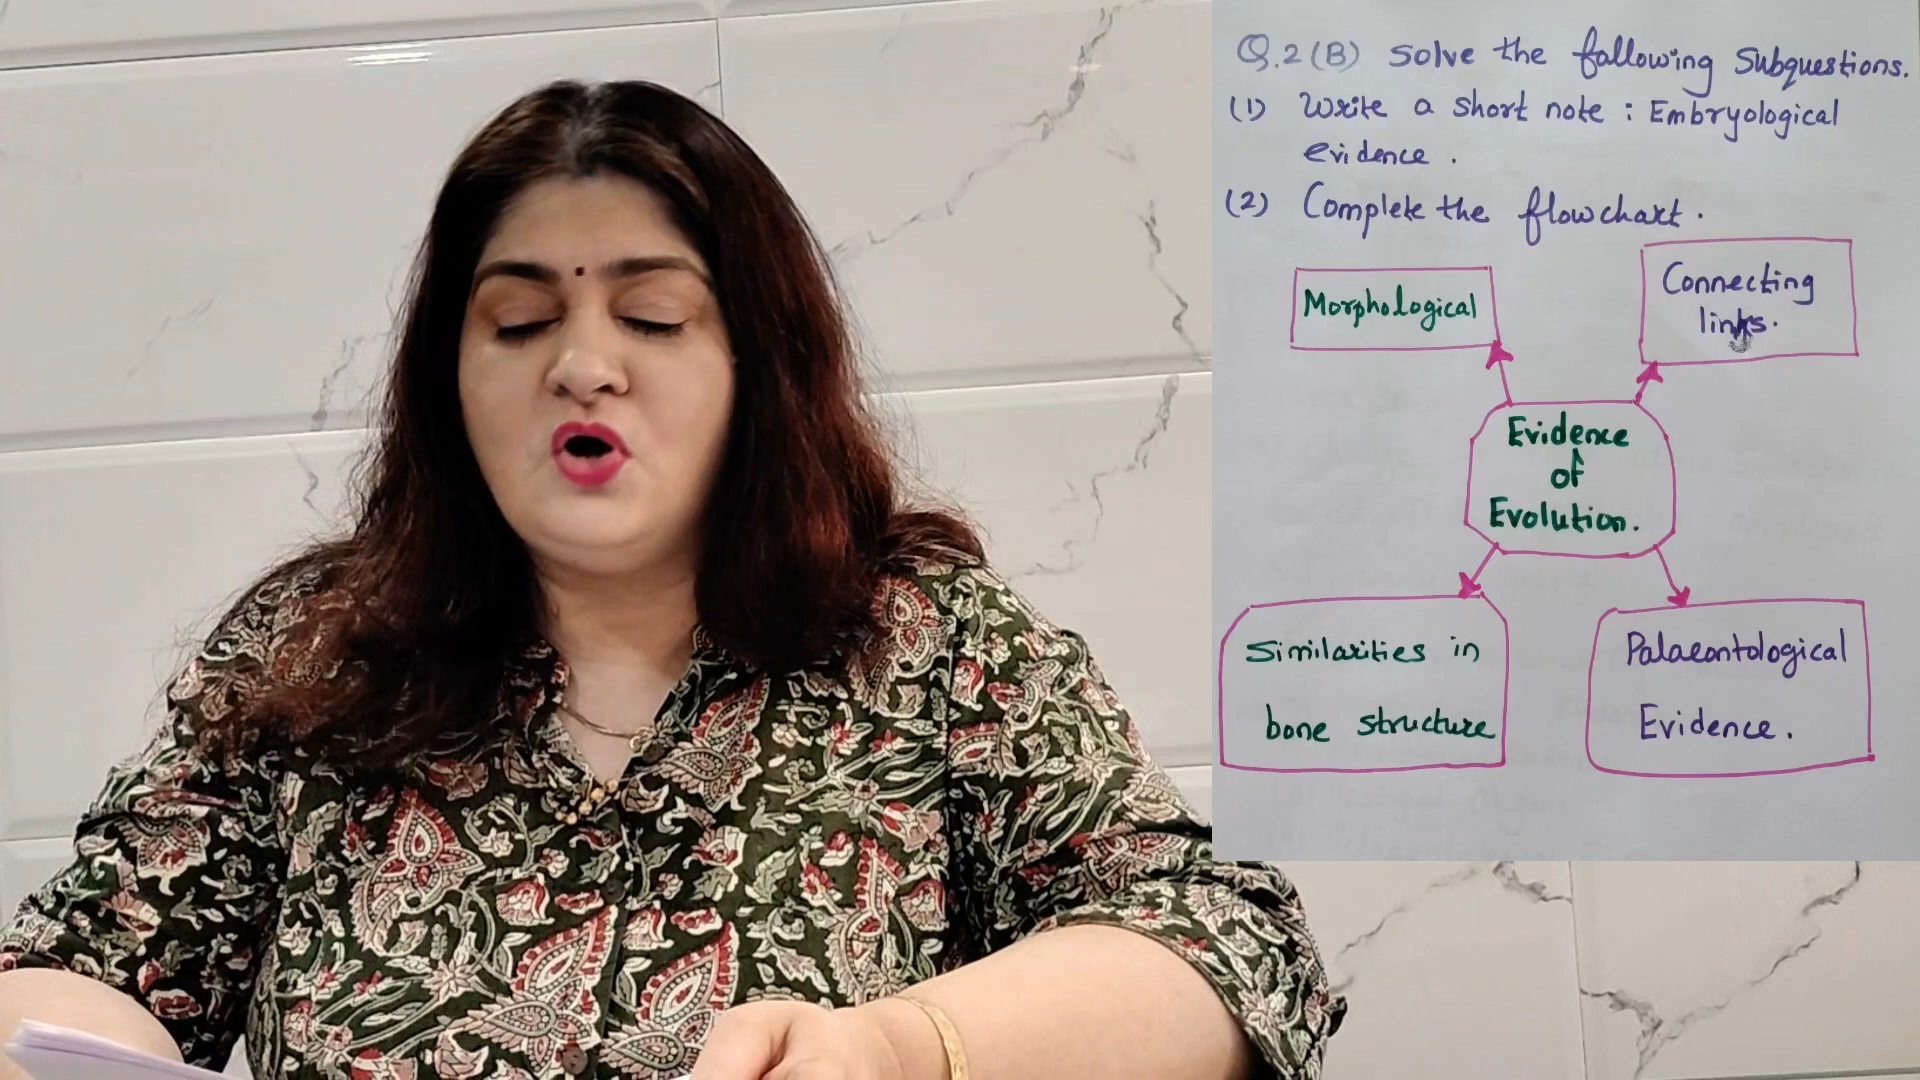 Q.2 (B) Solve the fallowing Subquestions.
(1) Write a short note : Embryological
evidence .
(2) Complete the flowchart .
Morphological
Connecting
links.
Evidence
of
Evolution.
Similarities in
bone structure
Palaeontological
Evidence.